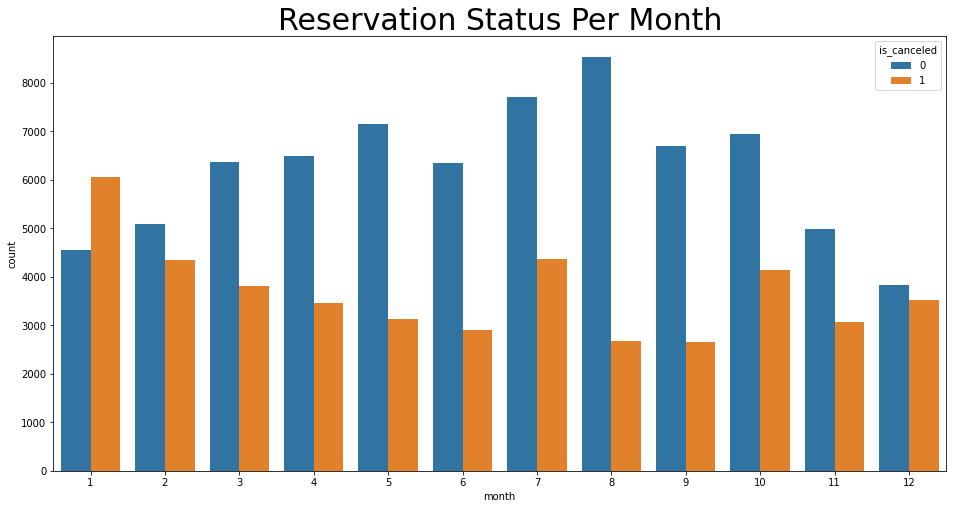 Reservation Status Per Month
is_canceled
0
1
8000
7000
6000
5000
4000
3000
2000
1000
0
count
1 2 3 4 5 6 7 8 9 10 11 12
month